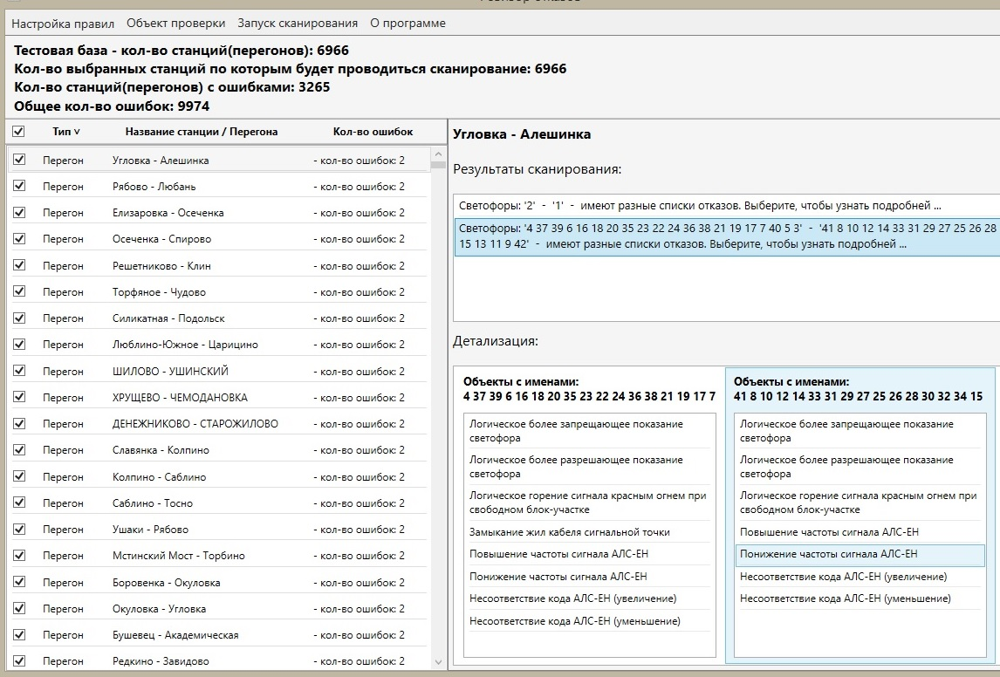 Настройка правил Объект проверки Запуск сканирования О программе
Тестовая база - кол-во станций(перегонов): 6966
Кол-во выбранных станций по которым будет проводиться сканирование: 6966
Кол-во станций(перегонов) с ошибками: 3265
Общее кол-во ошибок: 9974
Тип v Название станции / Перегона Кол-во ошибок
Перегон Угловка - Алешинка - кол-во ошибок: 2
Перегон Рябово - Любань - кол-во ошибок: 2
Перегон Елизаровка - Осеченка - кол-во ошибок: 2
Перегон Осеченка - Спирово - кол-во ошибок: 2
Перегон Решетниково - Клин - кол-во ошибок: 2
Перегон Торфяное - Чудово - кол-во ошибок: 2
Перегон Силикатная - Подольск - кол-во ошибок: 2
Перегон Люблино-Южное - Царицино - кол-во ошибок: 2
Перегон ШИЛОВО - УШИНСКИЙ - кол-во ошибок: 2
Перегон ХРУЩЕВО - ЧЕМОДАНОВКА - кол-во ошибок: 2
Перегон ДЕНЕЖНИКОВО - СТАРОЖИЛОВО - кол-во ошибок: 2
Перегон Славянка - Колпино - кол-во ошибок: 2
Перегон Колпино - Саблино - кол-во ошибок: 2
Перегон Саблино - Тосно - кол-во ошибок: 2
Перегон Ушаки - Рябово - кол-во ошибок: 2
Перегон Мстинский Мост - Торбино - кол-во ошибок: 2
Перегон Боровенка - Окуловка - кол-во ошибок: 2
Перегон Окуловка - Угловка - кол-во ошибок: 2
Перегон Бушевец - Академическая - кол-во ошибок: 2
Перегон Редкино - Завидово - кол-во ошибок: 2
Угловка - Алешинка
Результаты сканирования:
Светофоры: '2' - '1' - имеют разные списки отказов. Выберите, чтобы узнать подробней ...
Светофоры: '4 37 39 6 16 18 20 35 23 22 24 36 38 21 19 17 7 40 5 3' - '41 8 10 12 14 33 31 29 27 25 26 28
15 13 11 9 42' - имеют разные списки отказов. Выберите, чтобы узнать подробней ...
Детализация:
Объекты с именами:
4 37 39 6 16 18 20 35 23 22 24 36 38 21 19 17 7
Логическое более запрещающее показание
светофора
Логическое более разрешающее показание
светофора
Логическое горение сигнала красным огнем при
свободном блок-участке
Замыкание жил кабеля сигнальной точки
Повышение частоты сигнала АЛС-ЕН
Понижение частоты сигнала АЛС-ЕН
Несоответствие кода АЛС-ЕН (увеличение)
Несоответствие кода АЛС-ЕН (уменьшение)
Объекты с именами:
41 8 10 12 14 33 31 29 27 25 26 28 30 32 34 15
Логическое более запрещающее показание
светофора
Логическое более разрешающее показание
светофора
Логическое горение сигнала красным огнем при
свободном блок-участке
Повышение частоты сигнала АЛС-ЕН
Понижение частоты сигнала АЛС-ЕН
Несоответствие кода АЛС-ЕН (увеличение)
Несоответствие кода АЛС-ЕН (уменьшение)